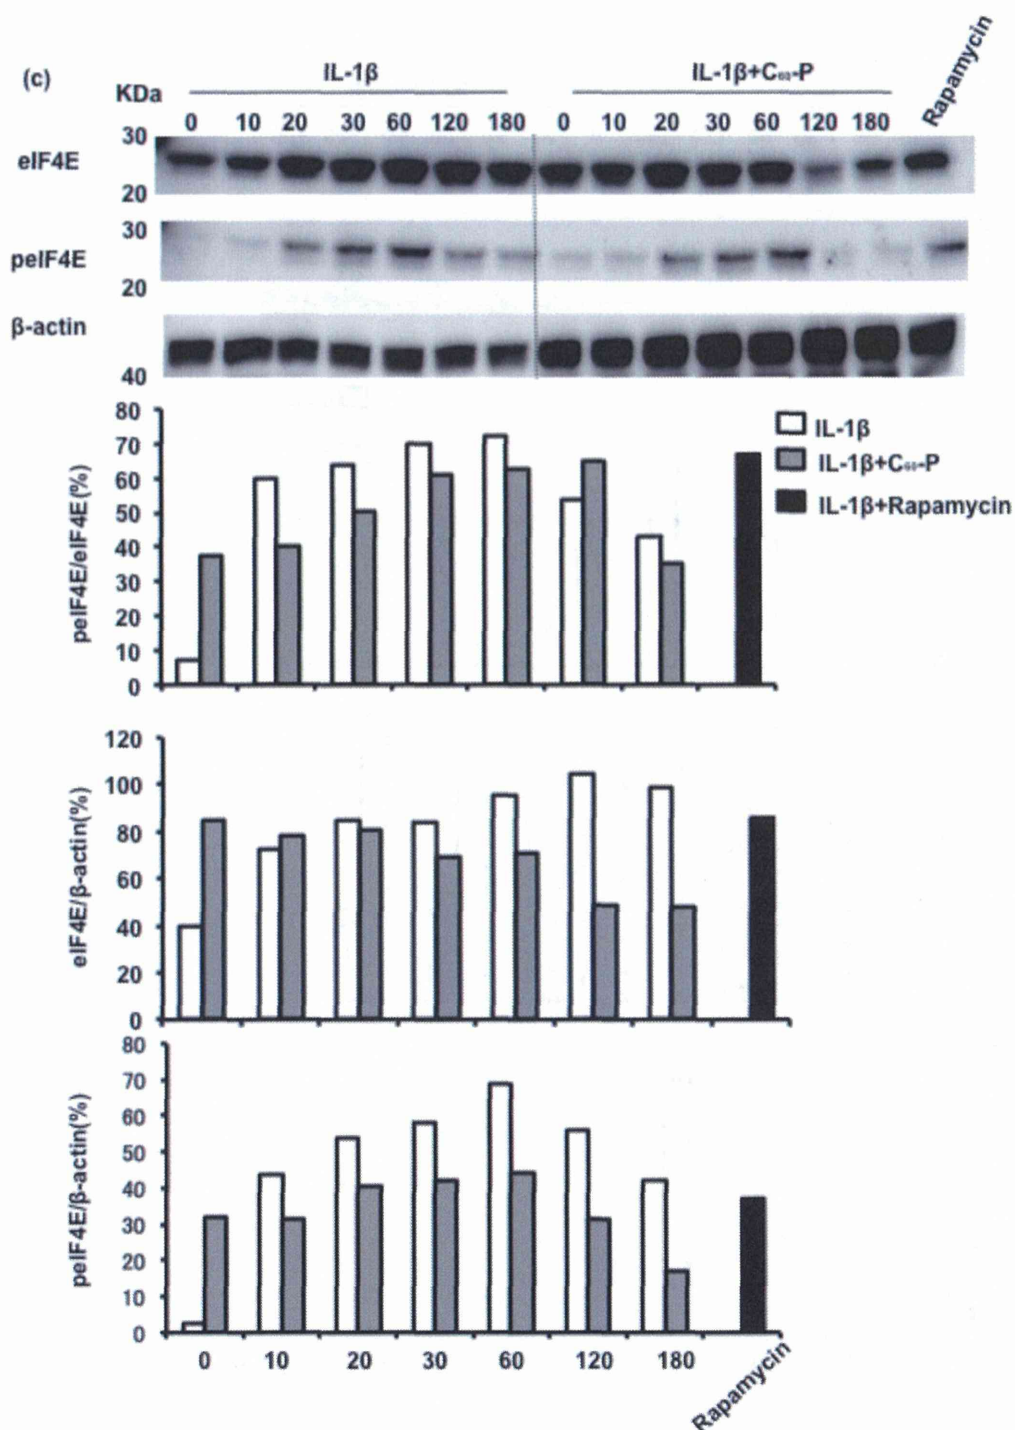 (c)
IL-1β IL-1β+C₆₀-P Rapamycin
KDa
0 10 20 30 60 120 180 0 10 20 30 60 120 180
30
eIF4E
20
30
peIF4E
20
β-actin
40
peIF4E/eIF4E(%)
80
70
60
50
40
30
20
10
0
IL-1β
IL-1β+C₆₀-P
IL-1β+Rapamycin
eIF4E/β-actin(%)
120
100
80
60
40
20
0
peIF4E/β-actin(%)
80
70
60
50
40
30
20
10
0
0 10 20 30 60 120 180 Rapamycin